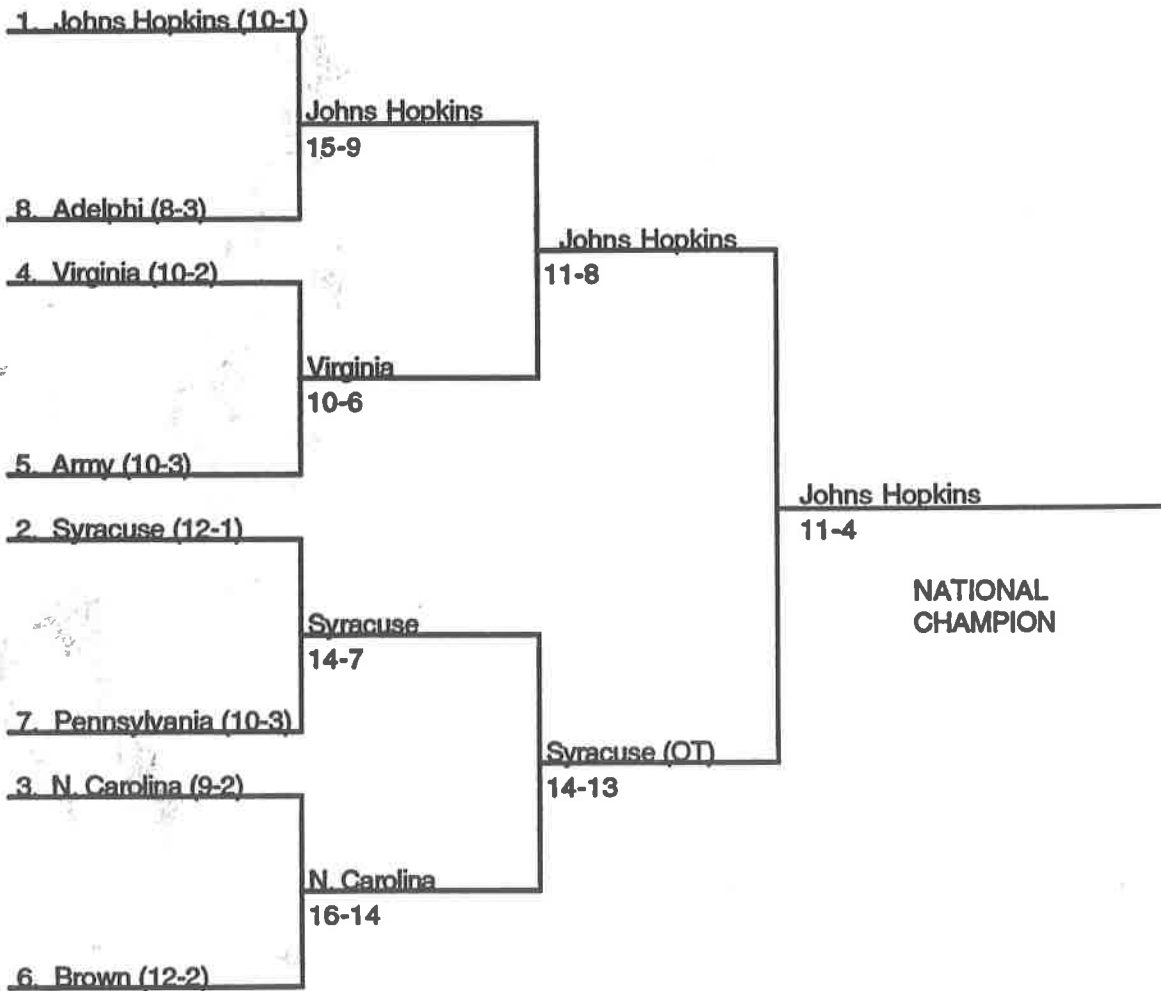 1. Johns Hopkins (10-1)
Johns Hopkins
15-9
8. Adelphi (8-3)
Johns Hopkins
11-8
4. Virginia (10-2)
Virginia
10-6
5. Army (10-3)
Johns Hopkins
11-4
NATIONAL
CHAMPION
2. Syracuse (12-1)
Syracuse
14-7
7. Pennsylvania (10-3)
Syracuse (OT)
14-13
3. N. Carolina (9-2)
N. Carolina
16-14
6. Brown (12-2)